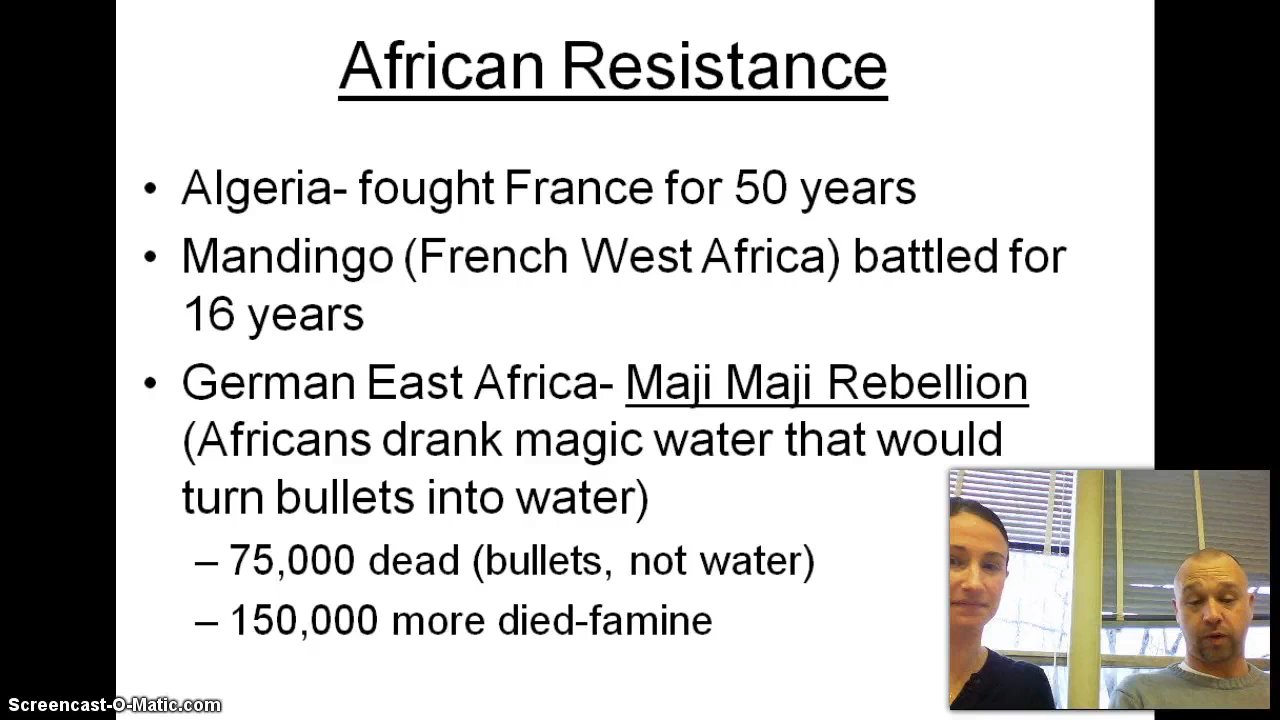 African Resistance
• Algeria- fought France for 50 years
• Mandingo (French West Africa) battled for
16 years
• German East Africa- Maji Maji Rebellion
(Africans drank magic water that would
turn bullets into water)
– 75,000 dead (bullets, not water)
– 150,000 more died-famine
Screencast-O-Matic.com